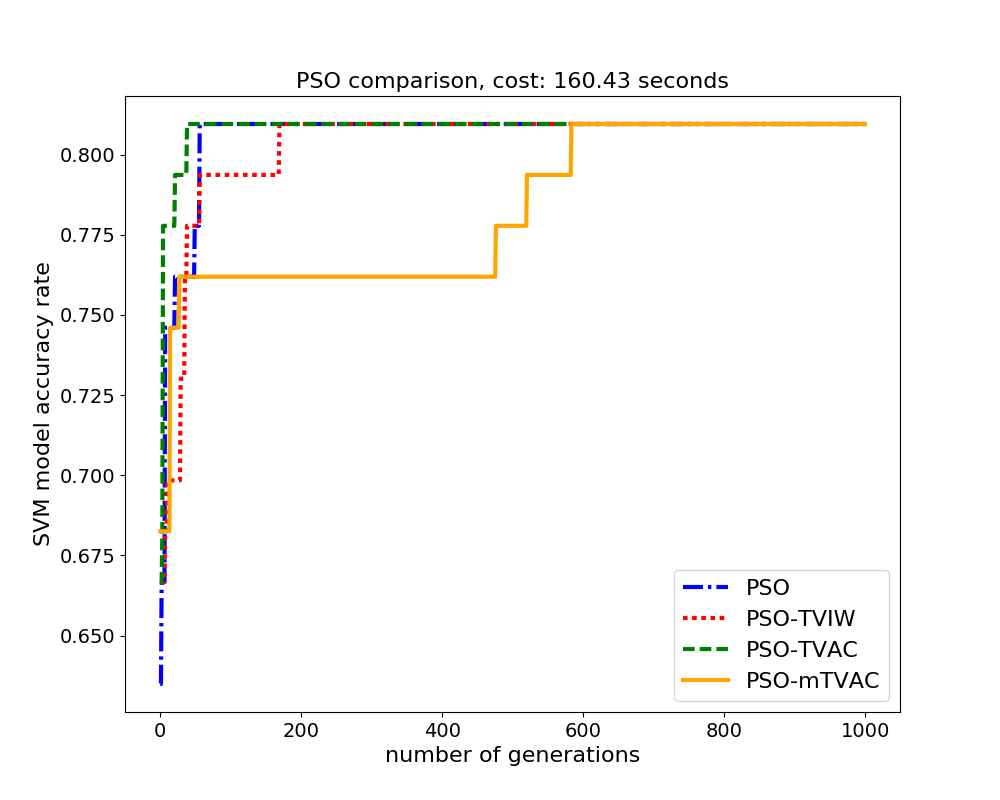 PSO comparison, cost: 160.43 seconds
SVM model accuracy rate
0.800
0.775
0.750
0.725
0.700
0.675
0.650
PSO
PSO-TVIW
PSO-TVAC
PSO-mTVAC
0 200 400 600 800 1000
number of generations